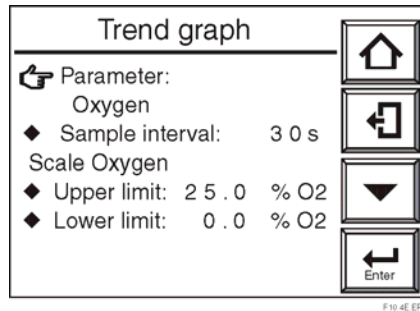 Trend graph
Parameter:
Oxygen
Sample interval: 30s
Scale Oxygen
Upper limit: 25.0 % O2
Lower limit: 0.0 % O2
Enter
F10.4E.EPS